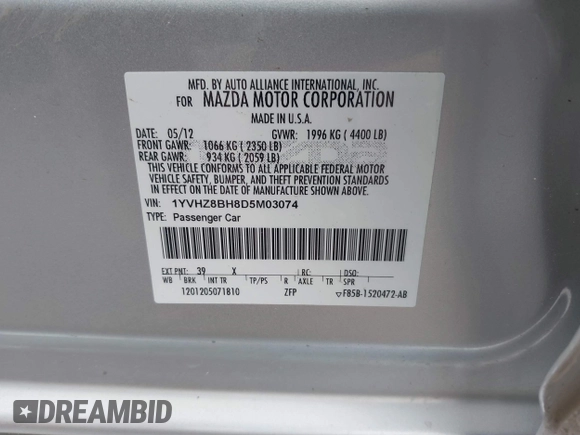 MFD. BY AUTO ALLIANCE INTERNATIONAL, INC.
FOR MAZDA MOTOR CORPORATION
MADE IN U.S.A.
DATE: 05/12 GVWR: 1996 KG ( 4400 LB)
FRONT GAWR: 1066 KG ( 2350 LB)
REAR GAWR: 934 KG ( 2059 LB)
THIS VEHICLE CONFORMS TO ALL APPLICABLE FEDERAL MOTOR
VEHICLE SAFETY, BUMPER, AND THEFT PREVENTION STANDARDS
IN EFFECT ON THE DATE OF MANUFACTURE SHOWN ABOVE.
VIN: 1YVHZ8BH8D5M03074
TYPE: Passenger Car
EXT PNT: 39 X RC: DSO:
WB BRK INT TR TP/PS R AXLE TR SPR
1201205071810 ZFP ▽F85B-1520472-AB
DREAMBID